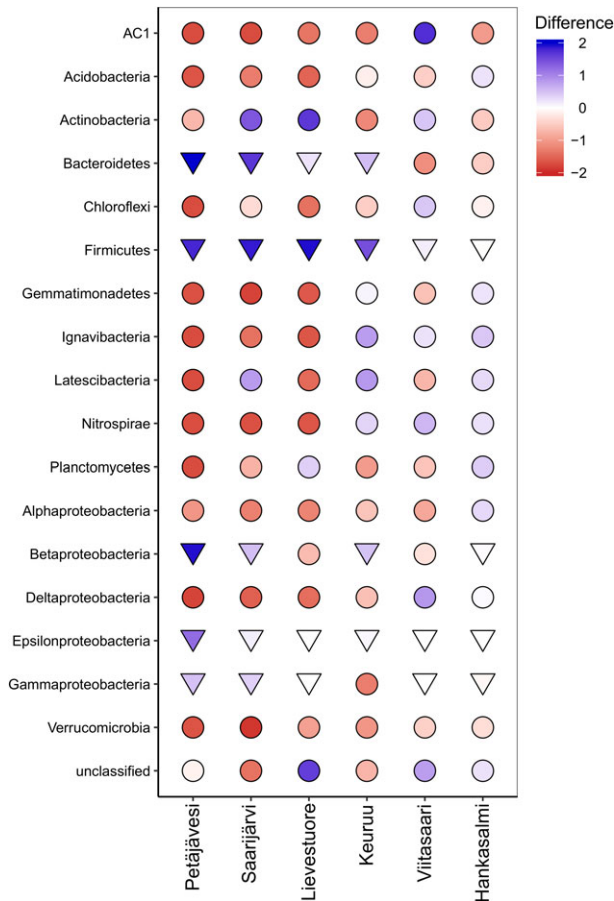 Difference
2
1
0
−1
−2
AC1
Acidobacteria
Actinobacteria
Bacteroidetes
Chloroflexi
Firmicutes
Gemmatimonadetes
Ignavibacteria
Latescibacteria
Nitrospirae
Planctomycetes
Alphaproteobacteria
Betaproteobacteria
Deltaproteobacteria
Epsilonproteobacteria
Gammaproteobacteria
Verrucomicrobia
unclassified
Petäjävesi
Saarijärvi
Lievestuore
Keuruu
Viitasaari
Hankasalmi